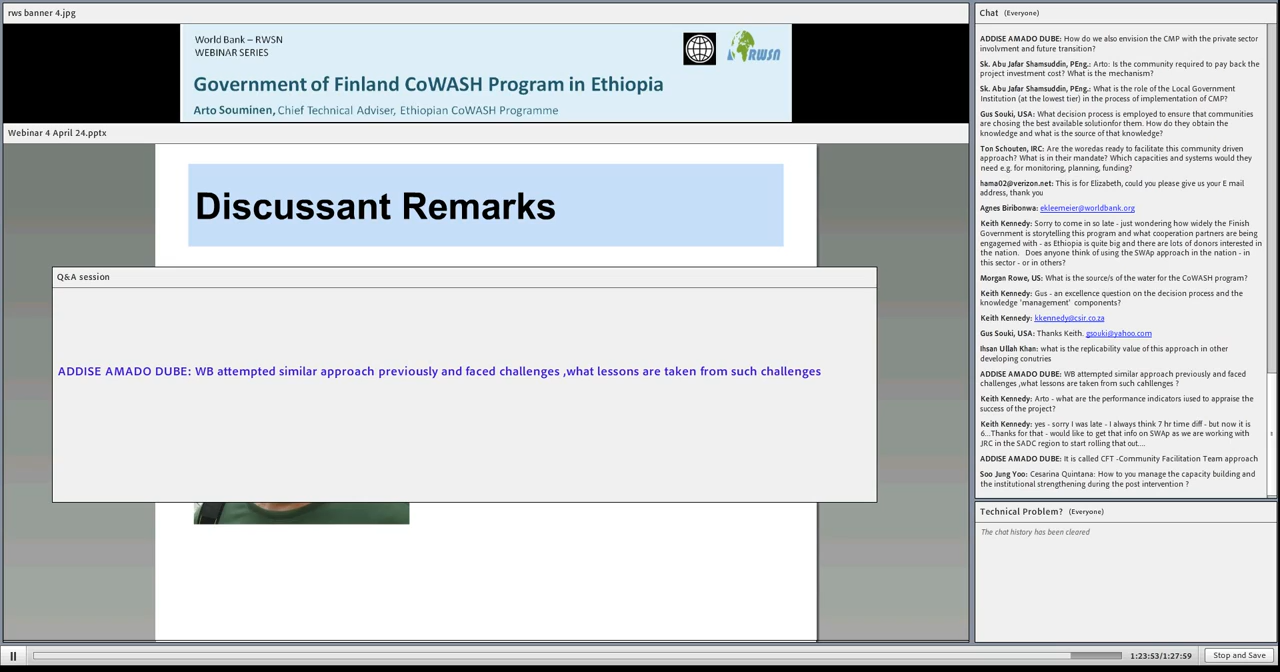 rws banner 4.jpg
World Bank – RWSN
WEBINAR SERIES
RWSN
Government of Finland CoWASH Program in Ethiopia
Arto Souminen, Chief Technical Adviser, Ethiopian CoWASH Programme
Webinar 4 April 24.pptx
Discussant Remarks
Q&A session
ADDISE AMADO DUBE: WB attempted similar approach previously and faced challenges ,what lessons are taken from such challenges
Chat (Everyone)
ADDISE AMADO DUBE: How do we also envision the CMP with the private sector
involvment and future transition?
Sk. Abu Jafar Shamsuddin, PEng.: Arto: Is the community required to pay back the
project investment cost? What is the mechanism?
Sk. Abu Jafar Shamsuddin, PEng.: What is the role of the Local Government
Institution (at the lowest tier) in the process of implementation of CMP?
Gus Souki, USA: What decision process is employed to ensure that communities
are chosing the best available solutionfor them. How do they obtain the
knowledge and what is the source of that knowledge?
Ton Schouten, IRC: Are the woredas ready to facilitate this community driven
approach? What is in their mandate? Which capacities and systems would they
need e.g. for monitoring, planning, funding?
hama02@verizon.net: This is for Elizabeth, could you please give us your E mail
address, thank you
Agnes Biribonwa: ekleemeier@worldbank.org
Keith Kennedy: Sorry to come in so late - just wondering how widely the Finish
Government is storytelling this program and what cooperation partners are being
engemented with - as Ethiopia is quite big and there are lots of donors interested in
the nation. Does anyone think of using the SWAp approach in the nation - in
this sector - or in others?
Morgan Rowe, US: What is the source/s of the water for the CoWASH program?
Keith Kennedy: Gus - an excellence question on the decision process and the
knowledge 'management' components?
Keith Kennedy: kkennedy@csir.co.za
Gus Souki, USA: Thanks Keith. gsouki@yahoo.com
Ihsan Ullah Khan: what is the replicability value of this approach in other
developing conutries
ADDISE AMADO DUBE: WB attempted similar approach previously and faced
challenges ,what lessons are taken from such cahllenges ?
Keith Kennedy: Arto - what are the performance indicators iused to appraise the
success of the project?
Keith Kennedy: yes - sorry I was late - I always think 7 hr time diff - but now it is
6...Thanks for that - would like to get that info on SWAp as we are working with
JRC in the SADC region to start rolling that out....
ADDISE AMADO DUBE: It is called CFT -Community Facilitation Team approach
Soo Jung Yoo: Cesarina Quintana: How to you manage the capacity building and
the institutional strengthening during the post intervention ?
Technical Problem? (Everyone)
The chat history has been cleared
1:23:53/1:27:59
Stop and Save